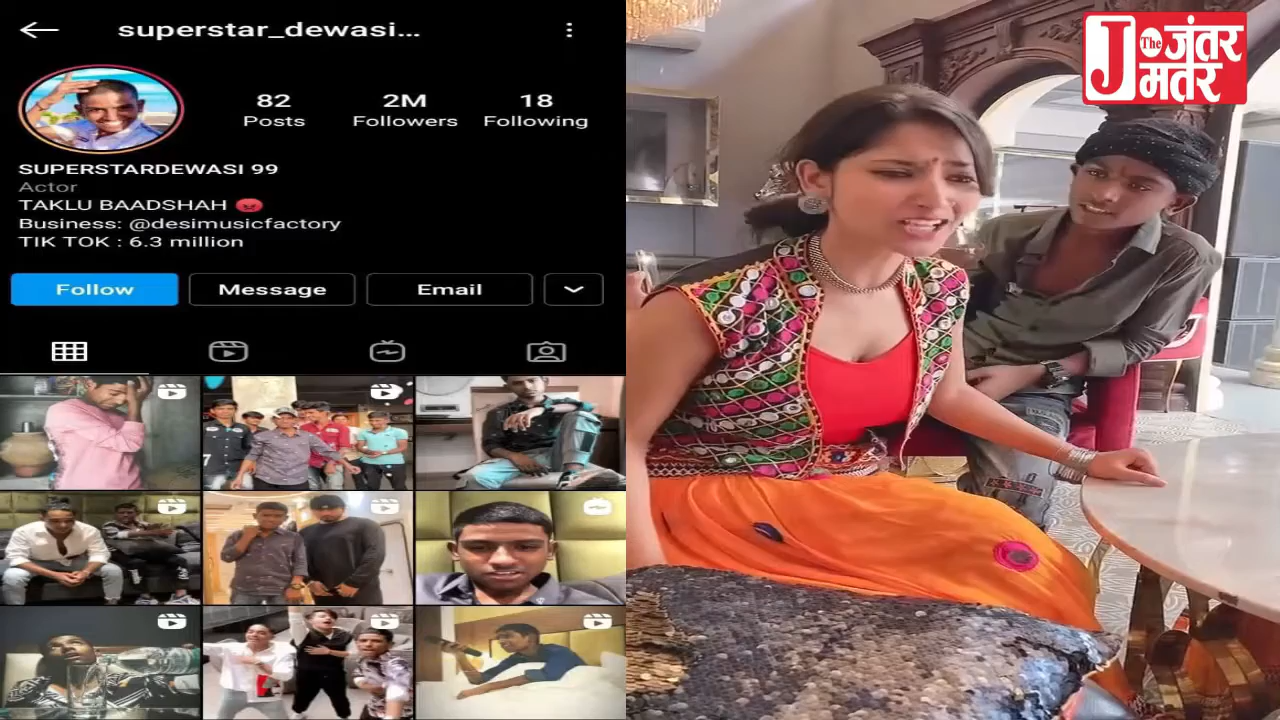 superstar_dewasi...
82
Posts
2M
Followers
18
Following
SUPERSTARDEWASI 99
Actor
TAKLU BAADSHAH 😡
Business: @desimusicfactory
TIK TOK : 6.3 million
Follow
Message
Email
J The जंतर
मंतर